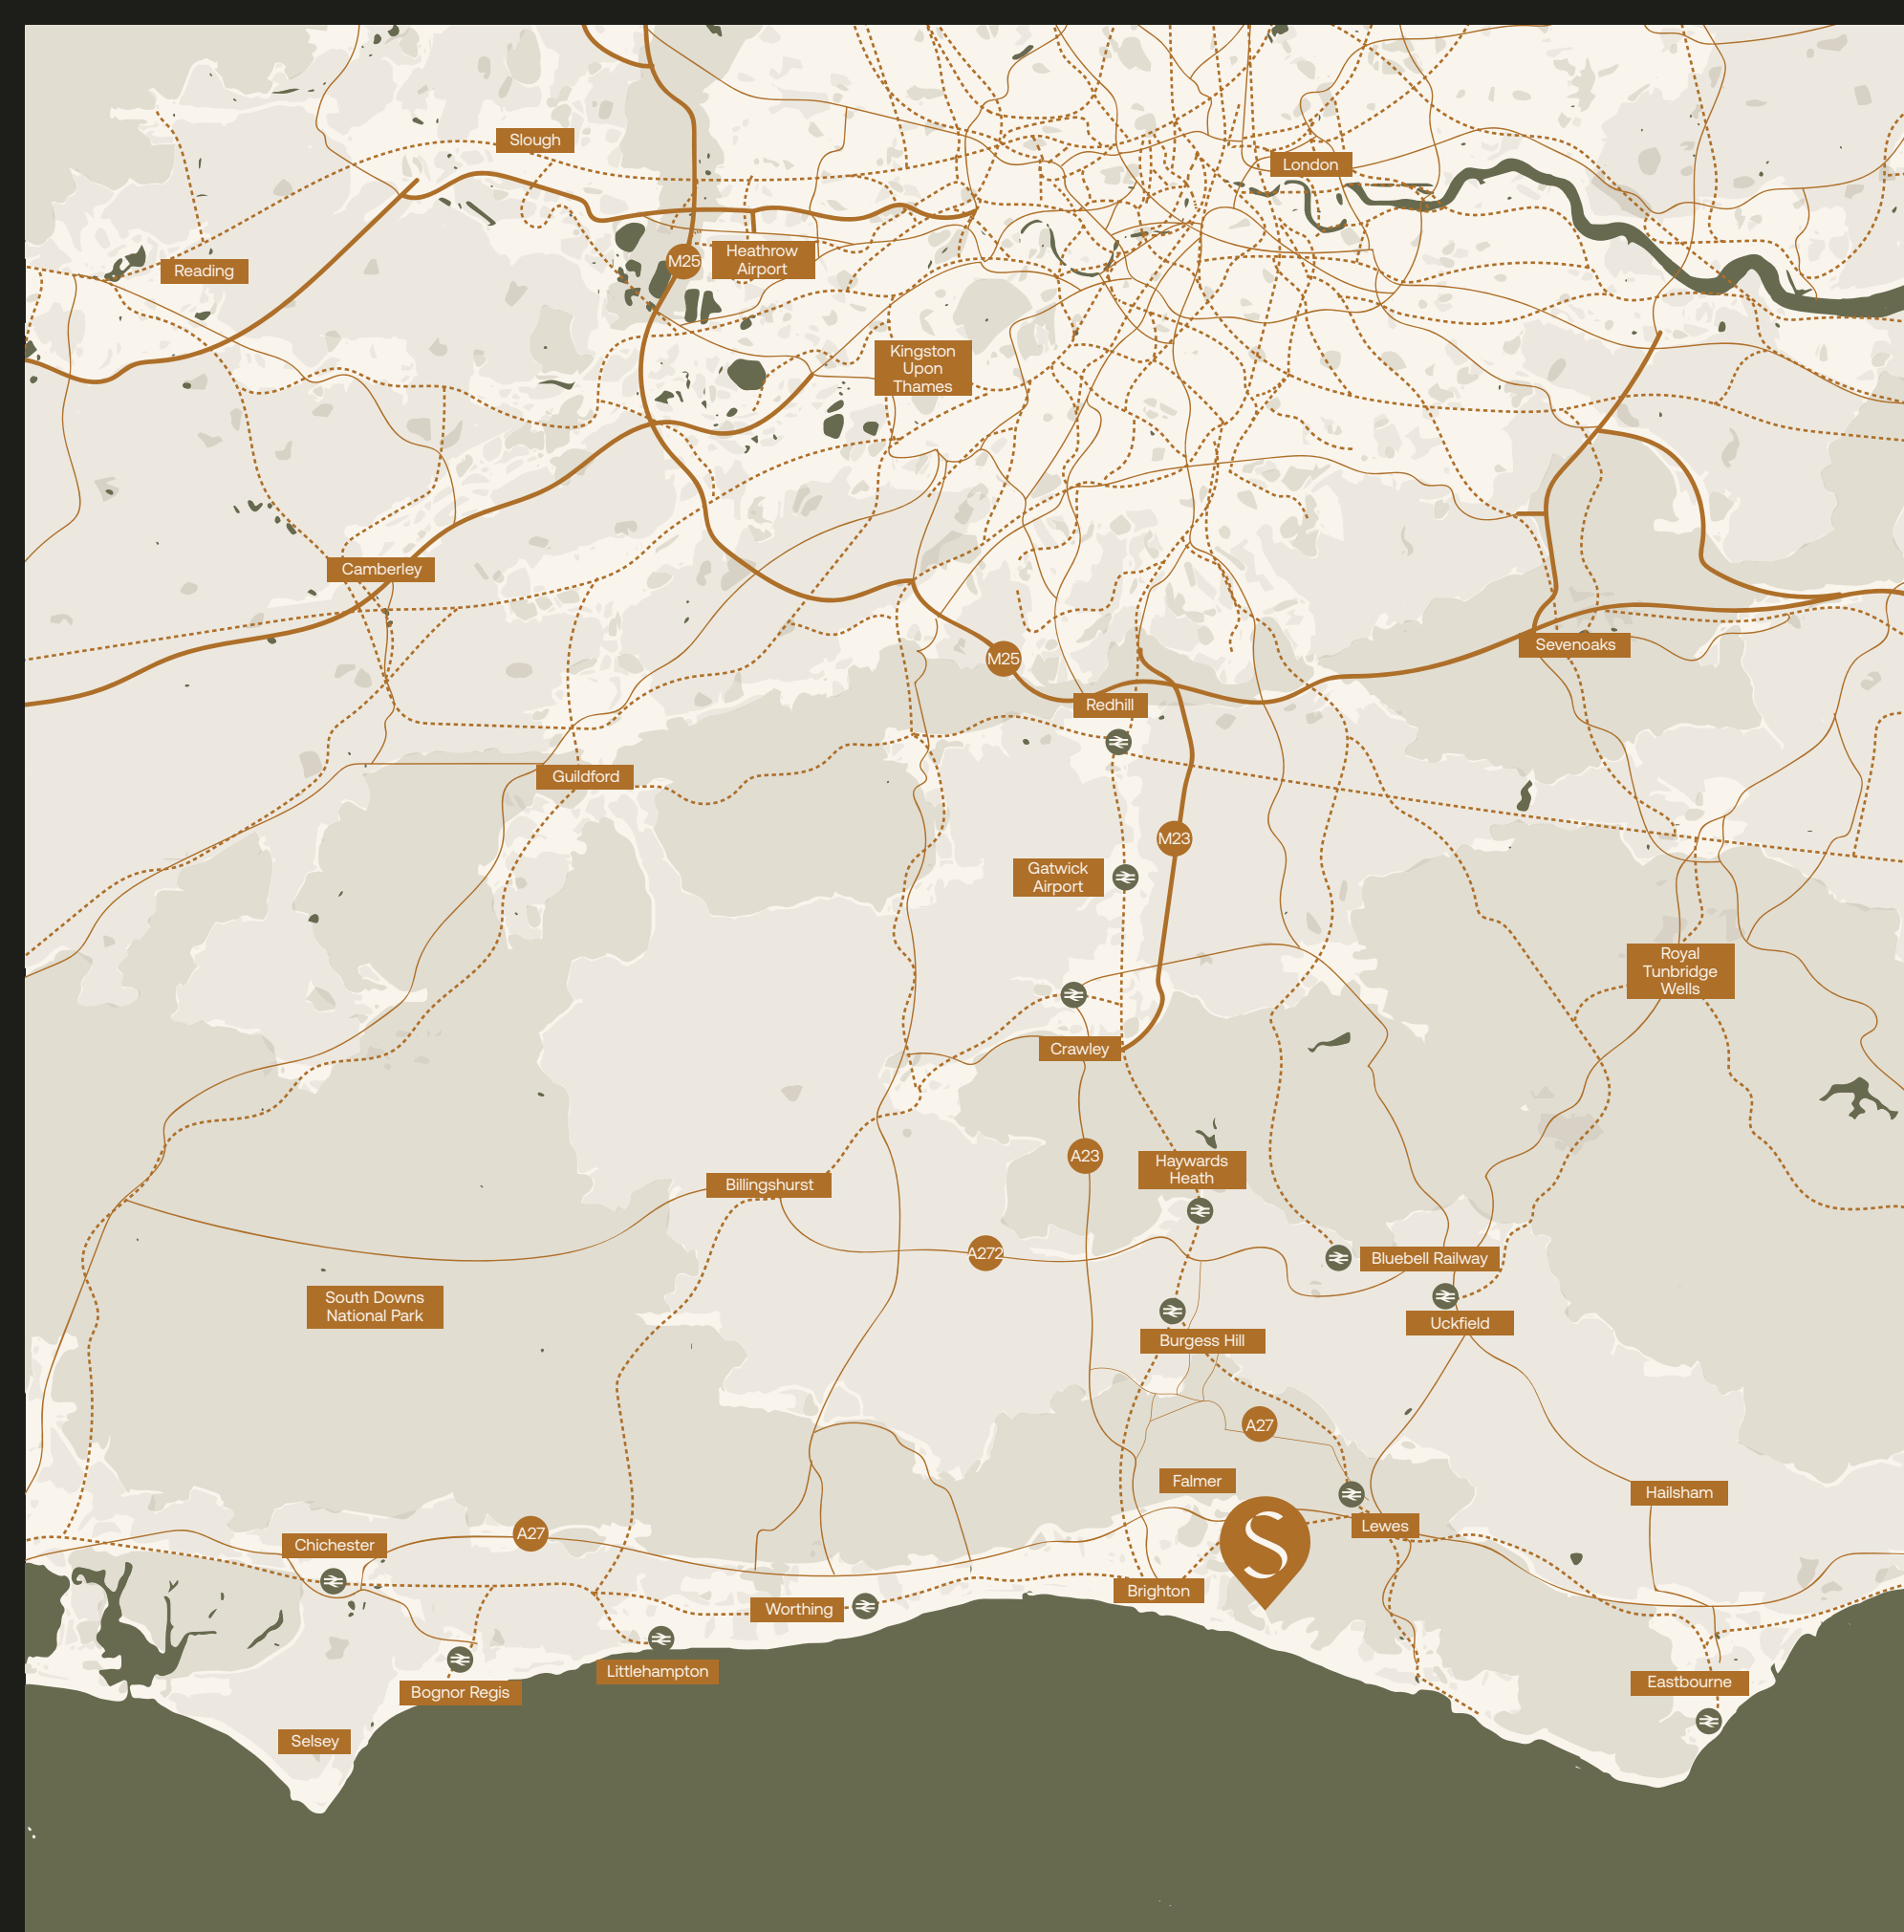 Slough
London
M25
Heathrow
Airport
Reading
Kingston
Upon
Thames
Camberley
Sevenoaks
M25
Redhill
Guildford
M23
Gatwick
Airport
Royal
Tunbridge
Wells
Crawley
A23
Haywards
Heath
Billingshurst
A272
Bluebell Railway
South Downs
National Park
Uckfield
Burgess Hill
A27
Falmer
Hailsham
S
Lewes
A27
Chichester
Brighton
Worthing
Littlehampton
Eastbourne
Bognor Regis
Selsey